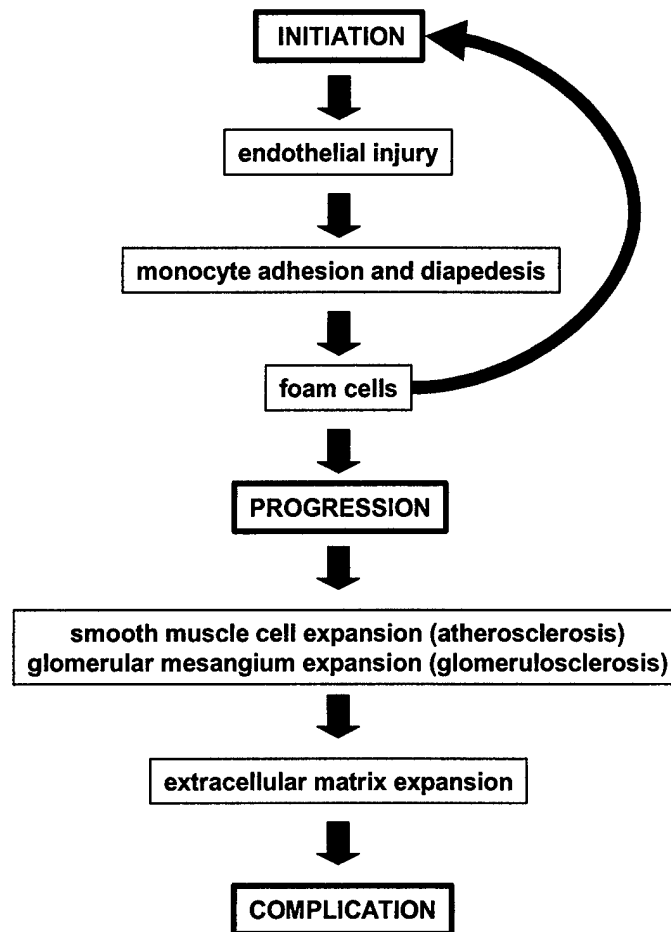 INITIATION
endothelial injury
monocyte adhesion and diapedesis
foam cells
PROGRESSION
smooth muscle cell expansion (atherosclerosis)
glomerular mesangium expansion (glomerulosclerosis)
extracellular matrix expansion
COMPLICATION